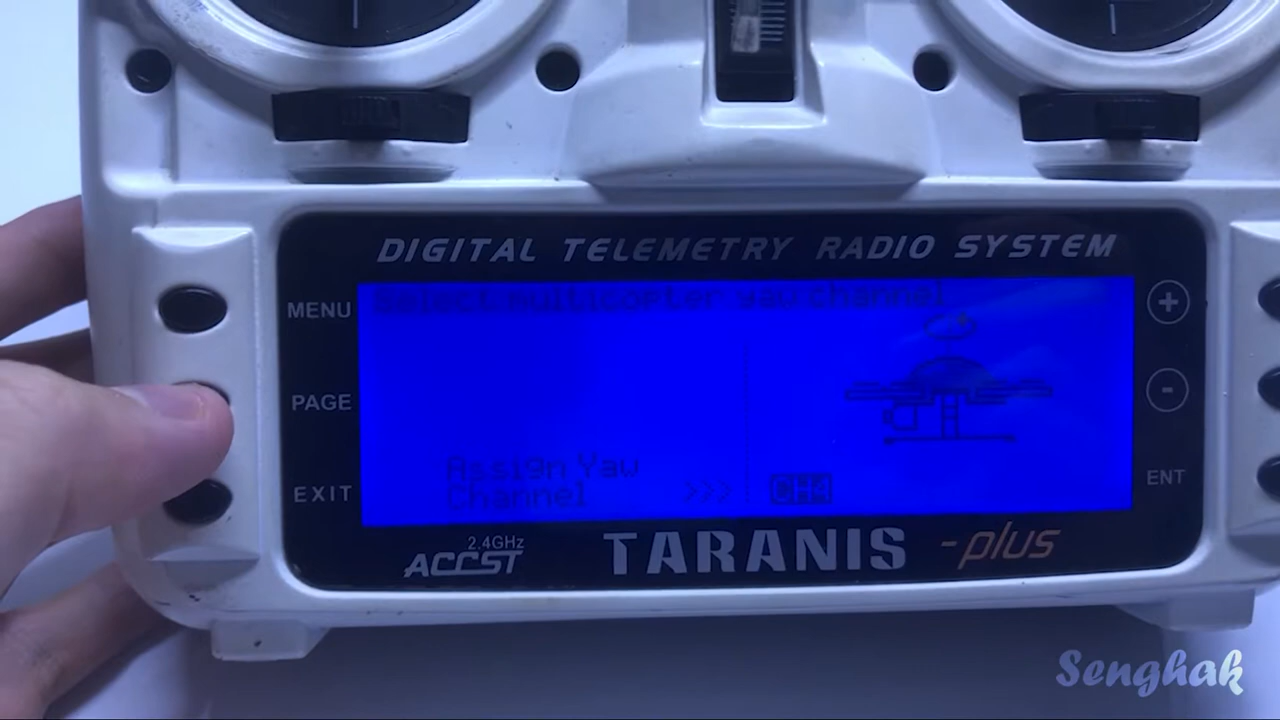 DIGITAL TELEMETRY RADIO SYSTEM
Select multicopter yaw channel
MENU
+
PAGE
-
Assign Yaw
Channel >>> CH4
EXIT
ENT
2.4GHz
ACCST
TARANIS -plus
Senghak